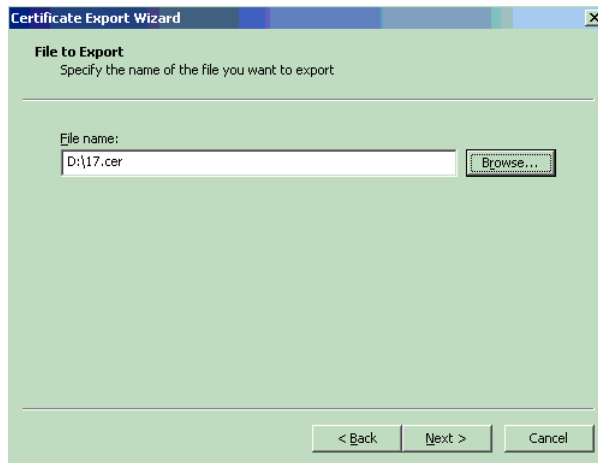 Certificate Export Wizard
File to Export
Specify the name of the file you want to export
File name:
D:\17.cer
Browse...
< Back
Next >
Cancel